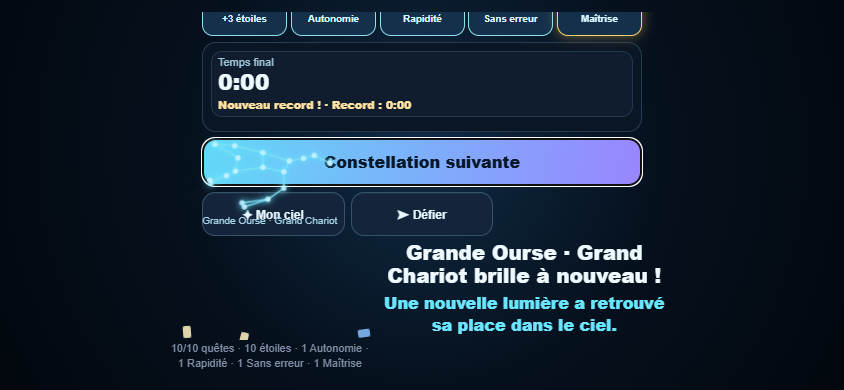 +3 étoiles
Autonomie
Rapidité
Sans erreur
Maîtrise
Temps final
0:00
Nouveau record ! · Record : 0:00
Constellation suivante
✦ Mon ciel
Grande Ourse · Grand Chariot
➤ Défier
Grande Ourse · Grand
Chariot brille à nouveau !
Une nouvelle lumière a retrouvé
sa place dans le ciel.
10/10 quêtes · 10 étoiles · 1 Autonomie ·
1 Rapidité · 1 Sans erreur · 1 Maîtrise